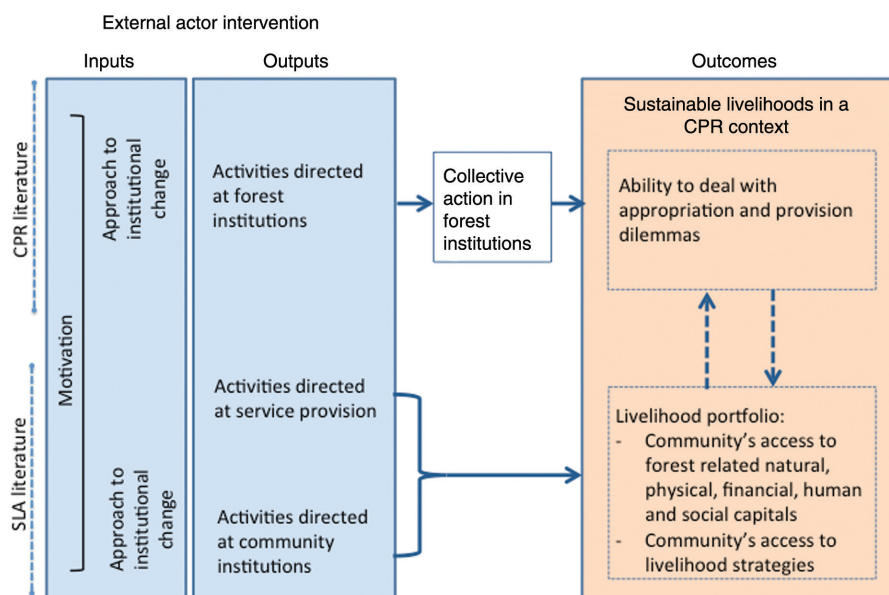 External actor intervention
Inputs
Outputs
Outcomes
CPR literature
SLA literature
Motivation
Approach to
institutional
change
Approach to
institutional
change
Activities directed
at forest
institutions
Activities directed
at service provision
Activities directed
at community
institutions
Collective
action in
forest
institutions
Sustainable livelihoods in a
CPR context
Ability to deal with
appropriation and provision
dilemmas
Livelihood portfolio:
- Community’s access to
forest related natural,
physical, financial, human
and social capitals
- Community’s access to
livelihood strategies